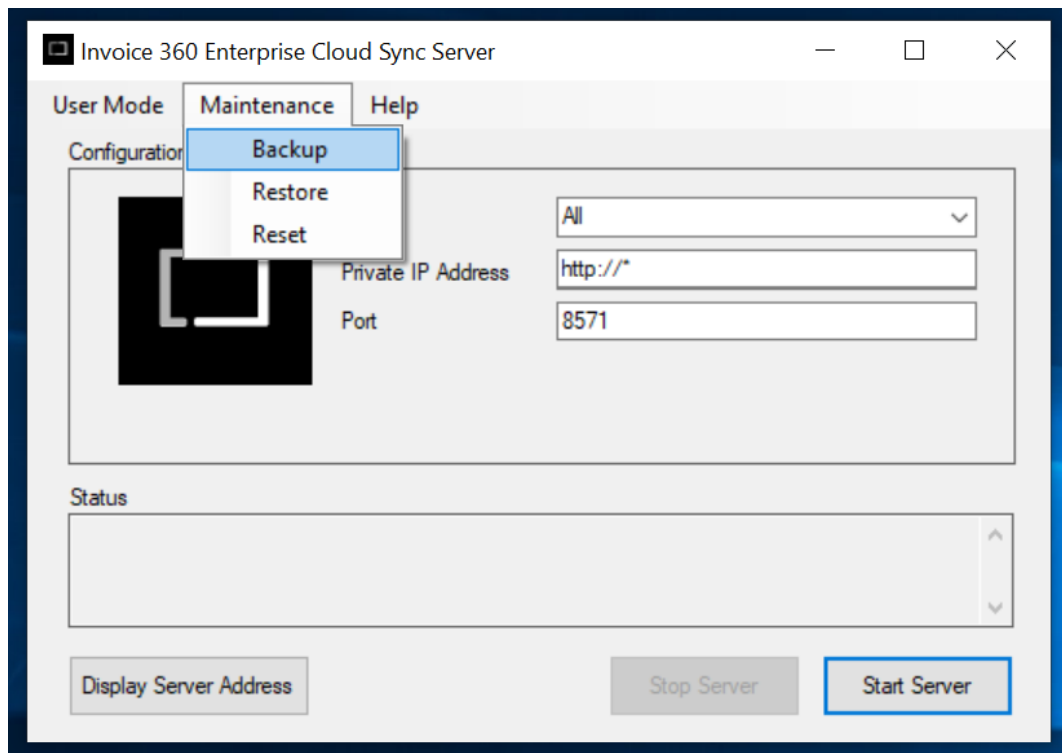 Invoice 360 Enterprise Cloud Sync Server
User Mode Maintenance Help
Backup
Restore
Reset
Configuration
All
Private IP Address http://*
Port 8571
Status
Display Server Address Stop Server Start Server